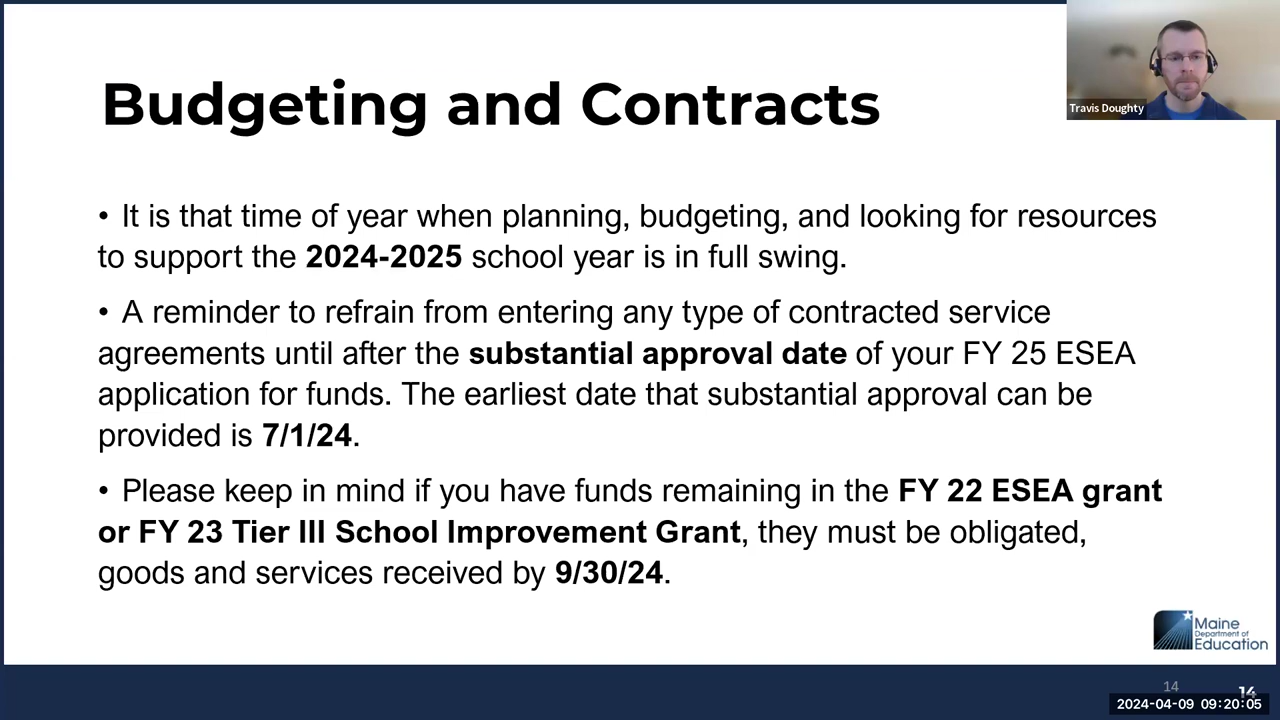 Budgeting and Contracts
Travis Doughty
• It is that time of year when planning, budgeting, and looking for resources
to support the 2024-2025 school year is in full swing.
• A reminder to refrain from entering any type of contracted service
agreements until after the substantial approval date of your FY 25 ESEA
application for funds. The earliest date that substantial approval can be
provided is 7/1/24.
• Please keep in mind if you have funds remaining in the FY 22 ESEA grant
or FY 23 Tier III School Improvement Grant, they must be obligated,
goods and services received by 9/30/24.
Maine
Department of
Education
14
14
2024-04-09 09:20:05